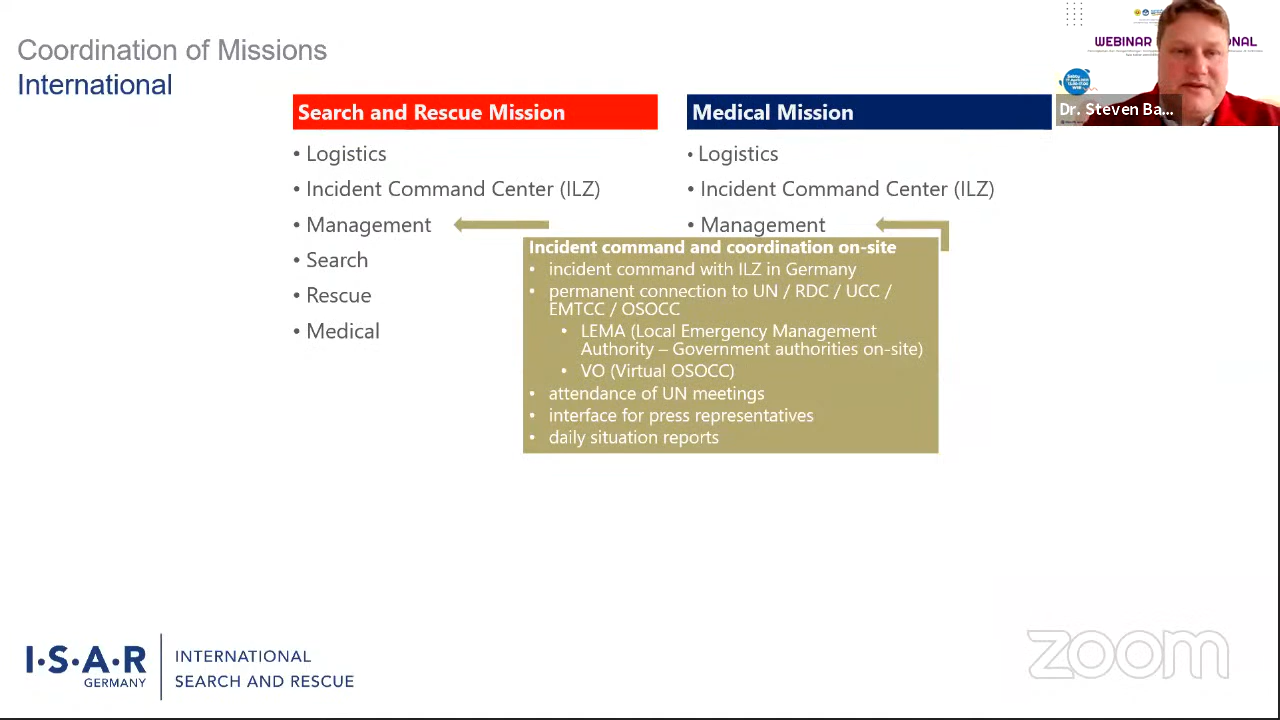 Coordination of Missions
International
Search and Rescue Mission
• Logistics
• Incident Command Center (ILZ)
• Management
• Search
• Rescue
• Medical
Medical Mission
• Logistics
• Incident Command Center (ILZ)
• Management
Incident command and coordination on-site
• incident command with ILZ in Germany
• permanent connection to UN / RDC / UCC /
EMTCC / OSOCC
• LEMA (Local Emergency Management
Authority – Government authorities on-site)
• VO (Virtual OSOCC)
• attendance of UN meetings
• interface for press representatives
• daily situation reports
WEBINAR
NAL
Dr. Steven Ba...
I·S·A·R
GERMANY
INTERNATIONAL
SEARCH AND RESCUE
zoom